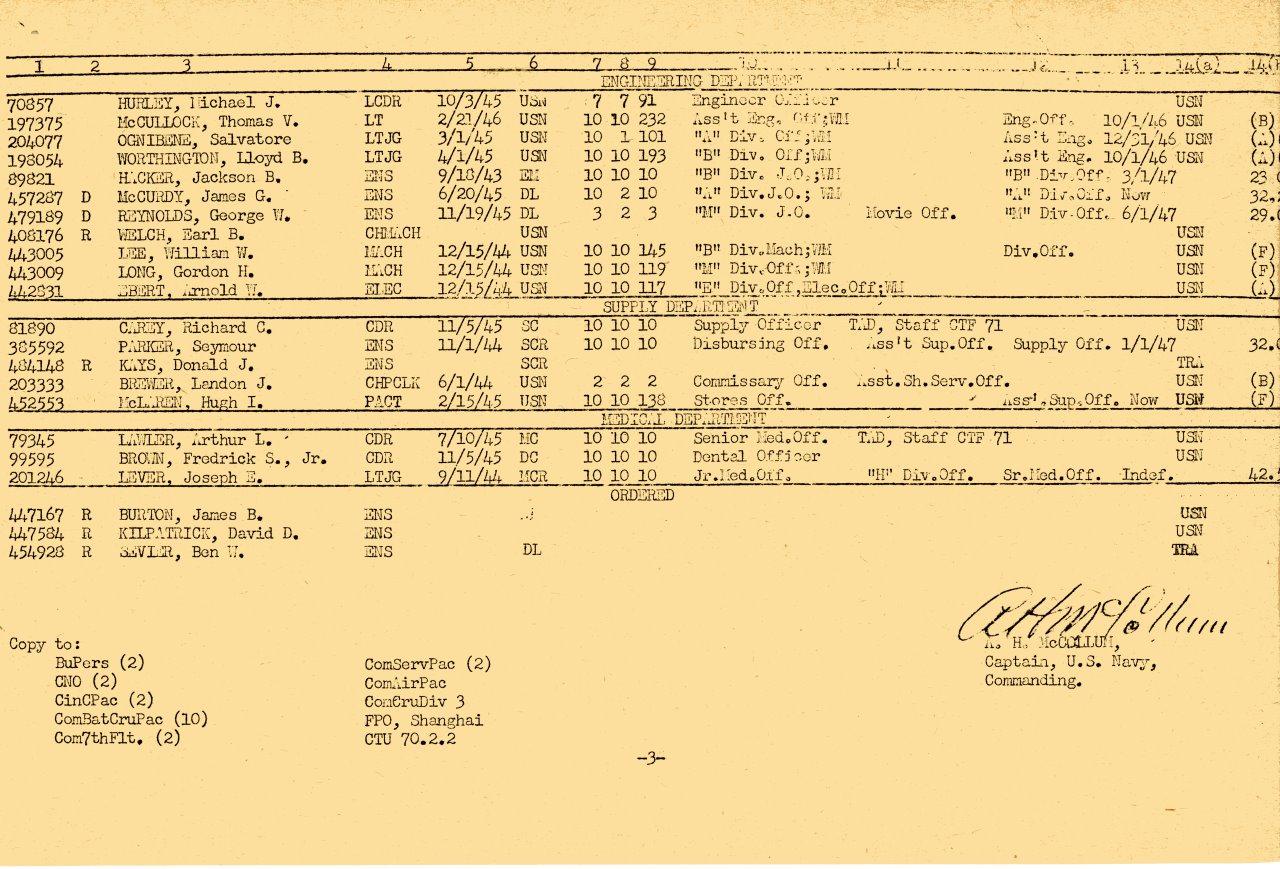 1 2 3 4 5 6 7 8 9 10 11 12 13 14(a)
ENGINEERING DEPARTMENT
70857 HURLEY, Michael J. LCDR 10/3/45 USN 7 7 91 Engineer Officer USN
197375 McCULLOCK, Thomas V. LT 2/21/46 USN 10 10 232 Ass't Eng. Off;WM Eng.Off. 10/1/46 USN (B)
204077 OGNIBENE, Salvatore LTJG 3/1/45 USN 10 1 101 "A" Div. Off;WM Ass't Eng. 12/31/46 USN (A)
198054 WORTHINGTON, Lloyd B. LTJG 4/1/45 USN 10 10 193 "B" Div. Off;WM Ass't Eng. 10/1/46 USN (A)
89821 HACKER, Jackson B. ENS 9/18/43 EM 10 10 10 "B" Div. J.O.;WM "B" Div.Off. 3/1/47 23
457287 D McCURDY, James G. ENS 6/20/45 DL 10 2 10 "A" Div.J.O.; WM "A" Div.Off. Now 32.
479189 D REYNOLDS, George W. ENS 11/19/45 DL 3 2 3 "M" Div. J.O. Movie Off. "M" Div.Off. 6/1/47 29.
408176 R WELCH, Earl B. CHMACH USN USN
443005 LEE, William W. MACH 12/15/44 USN 10 10 145 "B" Div.Mach;WM Div.Off. USN (F)
443009 LONG, Gordon H. MACH 12/15/44 USN 10 10 119 "M" Div.Off.;WM USN (F)
442831 EBERT, Arnold W. ELEC 12/15/44 USN 10 10 117 "E" Div.Off,Elec.Off;WM USN (A)
SUPPLY DEPARTMENT
81890 CAREY, Richard C. CDR 11/5/45 SC 10 10 10 Supply Officer TAD, Staff CTF 71 USN
385592 PARKER, Seymour ENS 11/1/44 SCR 10 10 10 Disbursing Off. Ass't Sup.Off. Supply Off. 1/1/47 32.
484148 R KAYS, Donald J. ENS SCR TRA
203333 BREWER, Landon J. CHPCLK 6/1/44 USN 2 2 2 Commissary Off. Asst.Sh.Serv.Off. USN (B)
452553 McLAREN, Hugh I. PACT 2/15/45 USN 10 10 138 Stores Off. Ass't.Sup.Off. Now USN (F)
MEDICAL DEPARTMENT
79345 LAWLER, Arthur L. CDR 7/10/45 MC 10 10 10 Senior Med.Off. TAD, Staff CTF 71 USN
99595 BROWN, Fredrick S., Jr. CDR 11/5/45 DC 10 10 10 Dental Officer USN
201246 LEVER, Joseph E. LTJG 9/11/44 MCR 10 10 10 Jr.Med.Off. "H" Div.Off. Sr.Med.Off. Indef. 42.
ORDERED
447167 R BURTON, James B. ENS USN
447584 R KILPATRICK, David D. ENS USN
454928 R SEVIER, Ben W. ENS DL TRA
A H McCollum
A. H. McCOLLUM,
Captain, U.S. Navy,
Commanding.
Copy to:
BuPers (2) ComServPac (2)
CNO (2) ComAirPac
CinCPac (2) ComCruDiv 3
ComBatCruPac (10) FPO, Shanghai
Com7thFlt. (2) CTU 70.2.2
-3-